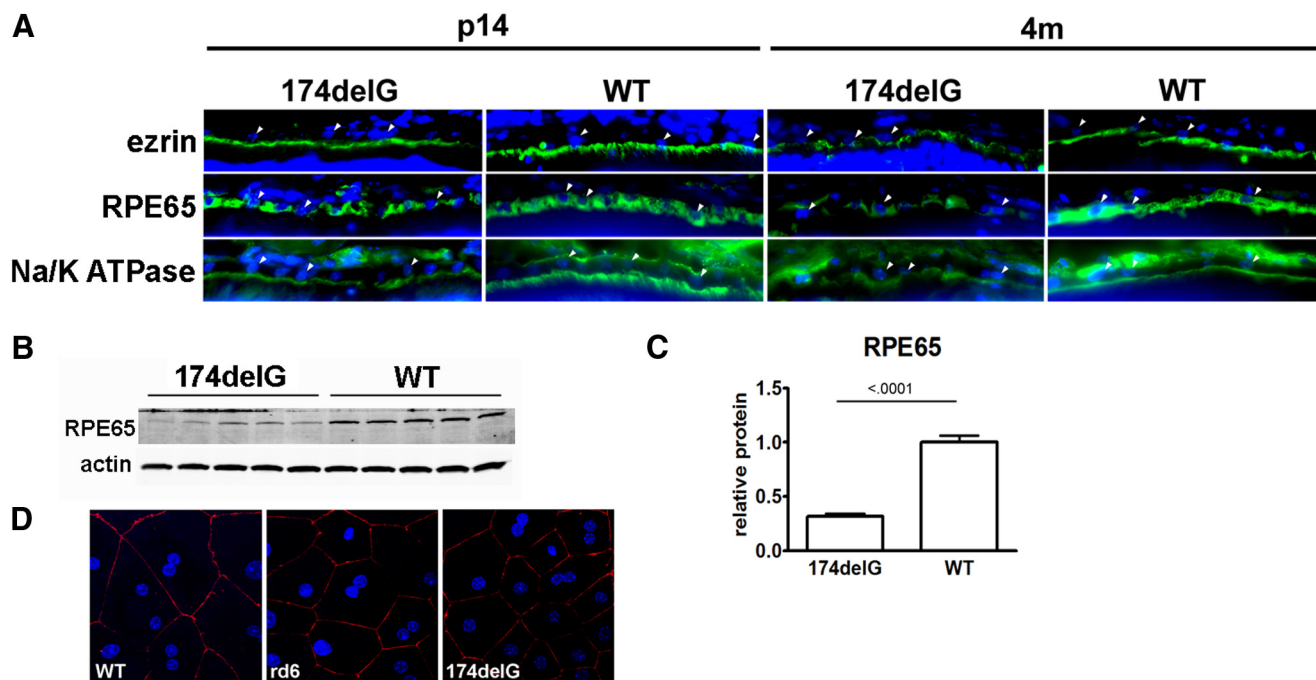 A
p14
4m
174delG
WT
174delG
WT
ezrin
RPE65
Na/K ATPase
B
174delG
WT
RPE65
actin
C
RPE65
<.0001
relative protein
1.5
1.0
0.5
0.0
174delG
WT
D
WT
rd6
174delG